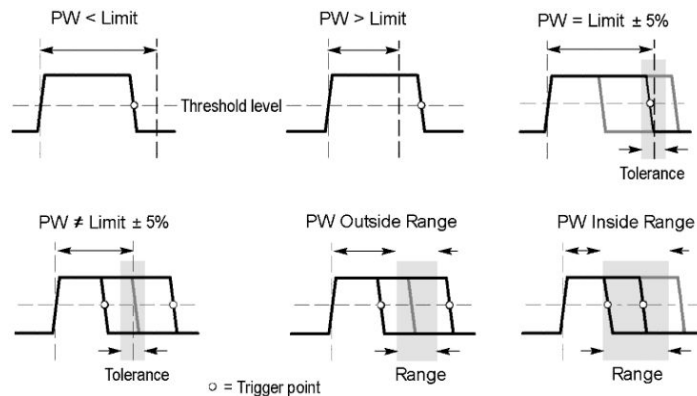 PW < Limit
PW > Limit
PW = Limit ± 5%
Threshold level
Tolerance
PW ≠ Limit ± 5%
PW Outside Range
PW Inside Range
Tolerance
Range
Range
= Trigger point